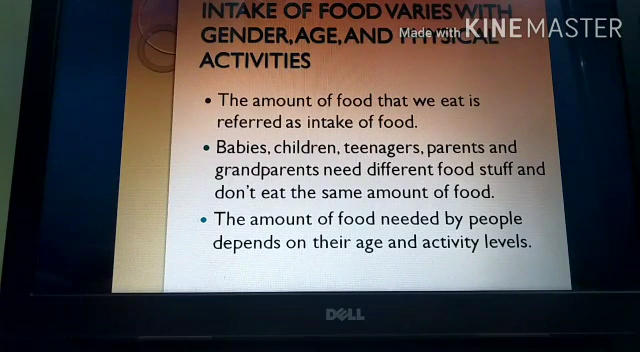 INTAKE OF FOOD VARIES WITH
GENDER, AGE, AND PHYSICAL
Made with KINEMASTER
ACTIVITIES
• The amount of food that we eat is
referred as intake of food.
• Babies, children, teenagers, parents and
grandparents need different food stuff and
don't eat the same amount of food.
• The amount of food needed by people
depends on their age and activity levels.
DELL